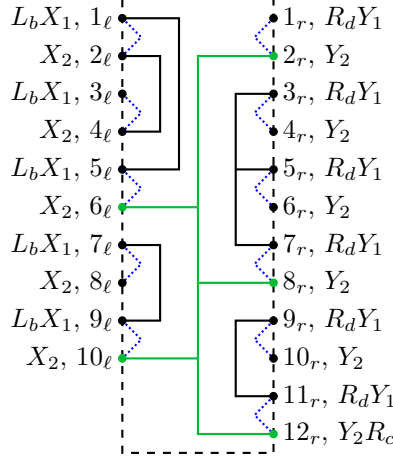 L_bX_1, 1_ℓ 1_r, R_dY_1
X_2, 2_ℓ 2_r, Y_2
L_bX_1, 3_ℓ 3_r, R_dY_1
X_2, 4_ℓ 4_r, Y_2
L_bX_1, 5_ℓ 5_r, R_dY_1
X_2, 6_ℓ 6_r, Y_2
L_bX_1, 7_ℓ 7_r, R_dY_1
X_2, 8_ℓ 8_r, Y_2
L_bX_1, 9_ℓ 9_r, R_dY_1
X_2, 10_ℓ 10_r, Y_2
11_r, R_dY_1
12_r, Y_2R_c